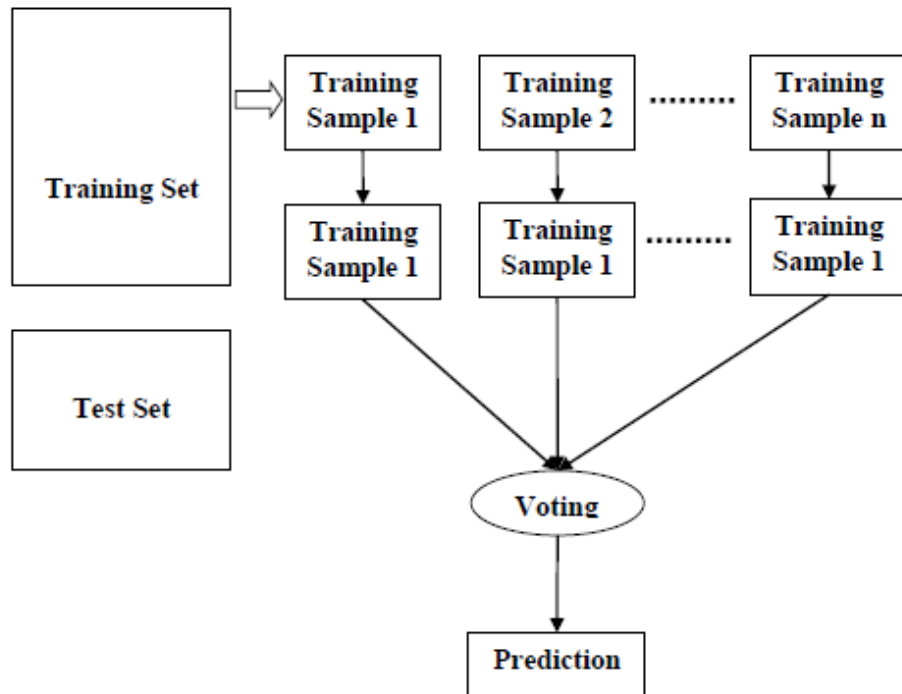 Training Set
Training
Sample 1
Training
Sample 2
.........
Training
Sample n
Training
Sample 1
Training
Sample 1
.........
Training
Sample 1
Test Set
Voting
Prediction